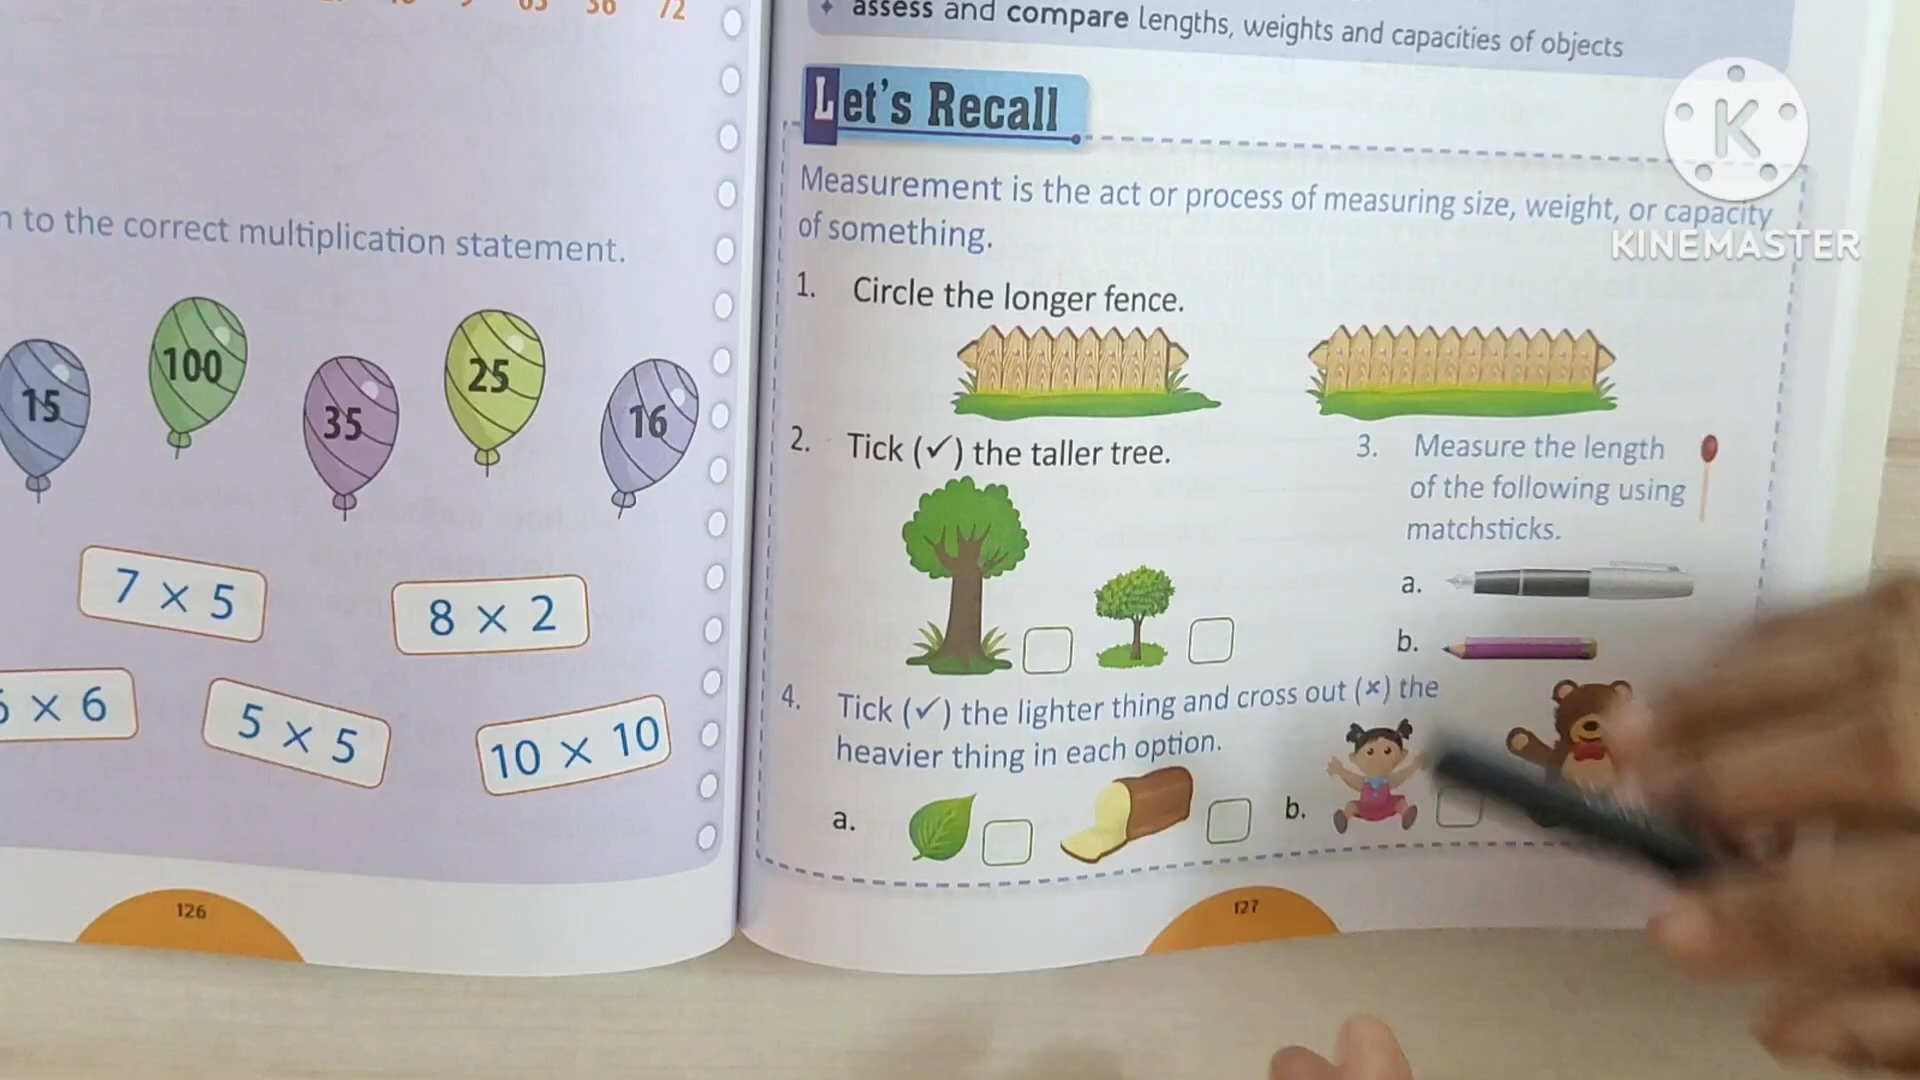 72
n to the correct multiplication statement.
15
100
35
25
16
7 × 5
8 × 2
× 6
5 × 5
10 × 10
126
assess and compare lengths, weights and capacities of objects
Let's Recall
Measurement is the act or process of measuring size, weight, or capacity
of something.
1. Circle the longer fence.
2. Tick (✓) the taller tree.
3. Measure the length
of the following using
matchsticks.
a.
b.
4. Tick (✓) the lighter thing and cross out (×) the
heavier thing in each option.
a.
b.
127
K
KINEMASTER